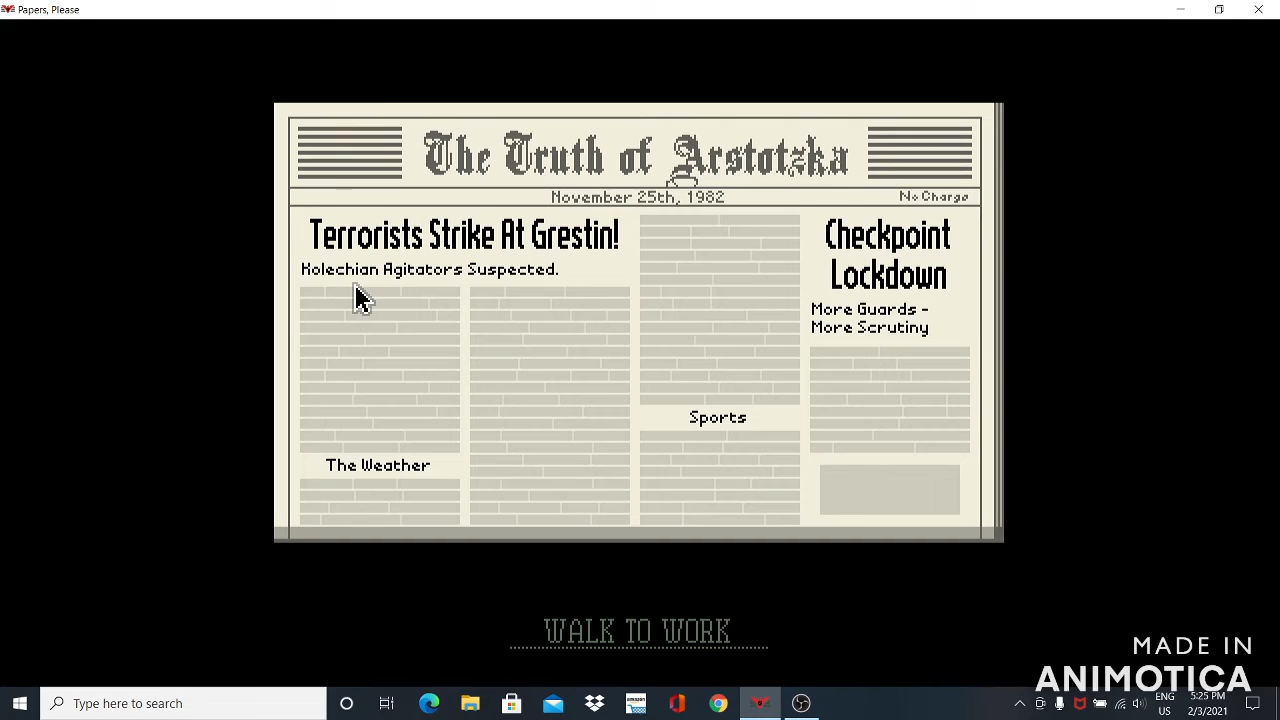 Papers, Please
The Truth of Arstotzka
November 25th, 1982
No Charge
Terrorists Strike At Grestin!
Kolechian Agitators Suspected.
Checkpoint
Lockdown
More Guards -
More Scrutiny
Sports
The Weather
WALK TO WORK
MADE IN
ANIMOTICA
Type here to search
amazon
ENG
US
5:25 PM
2/3/2021